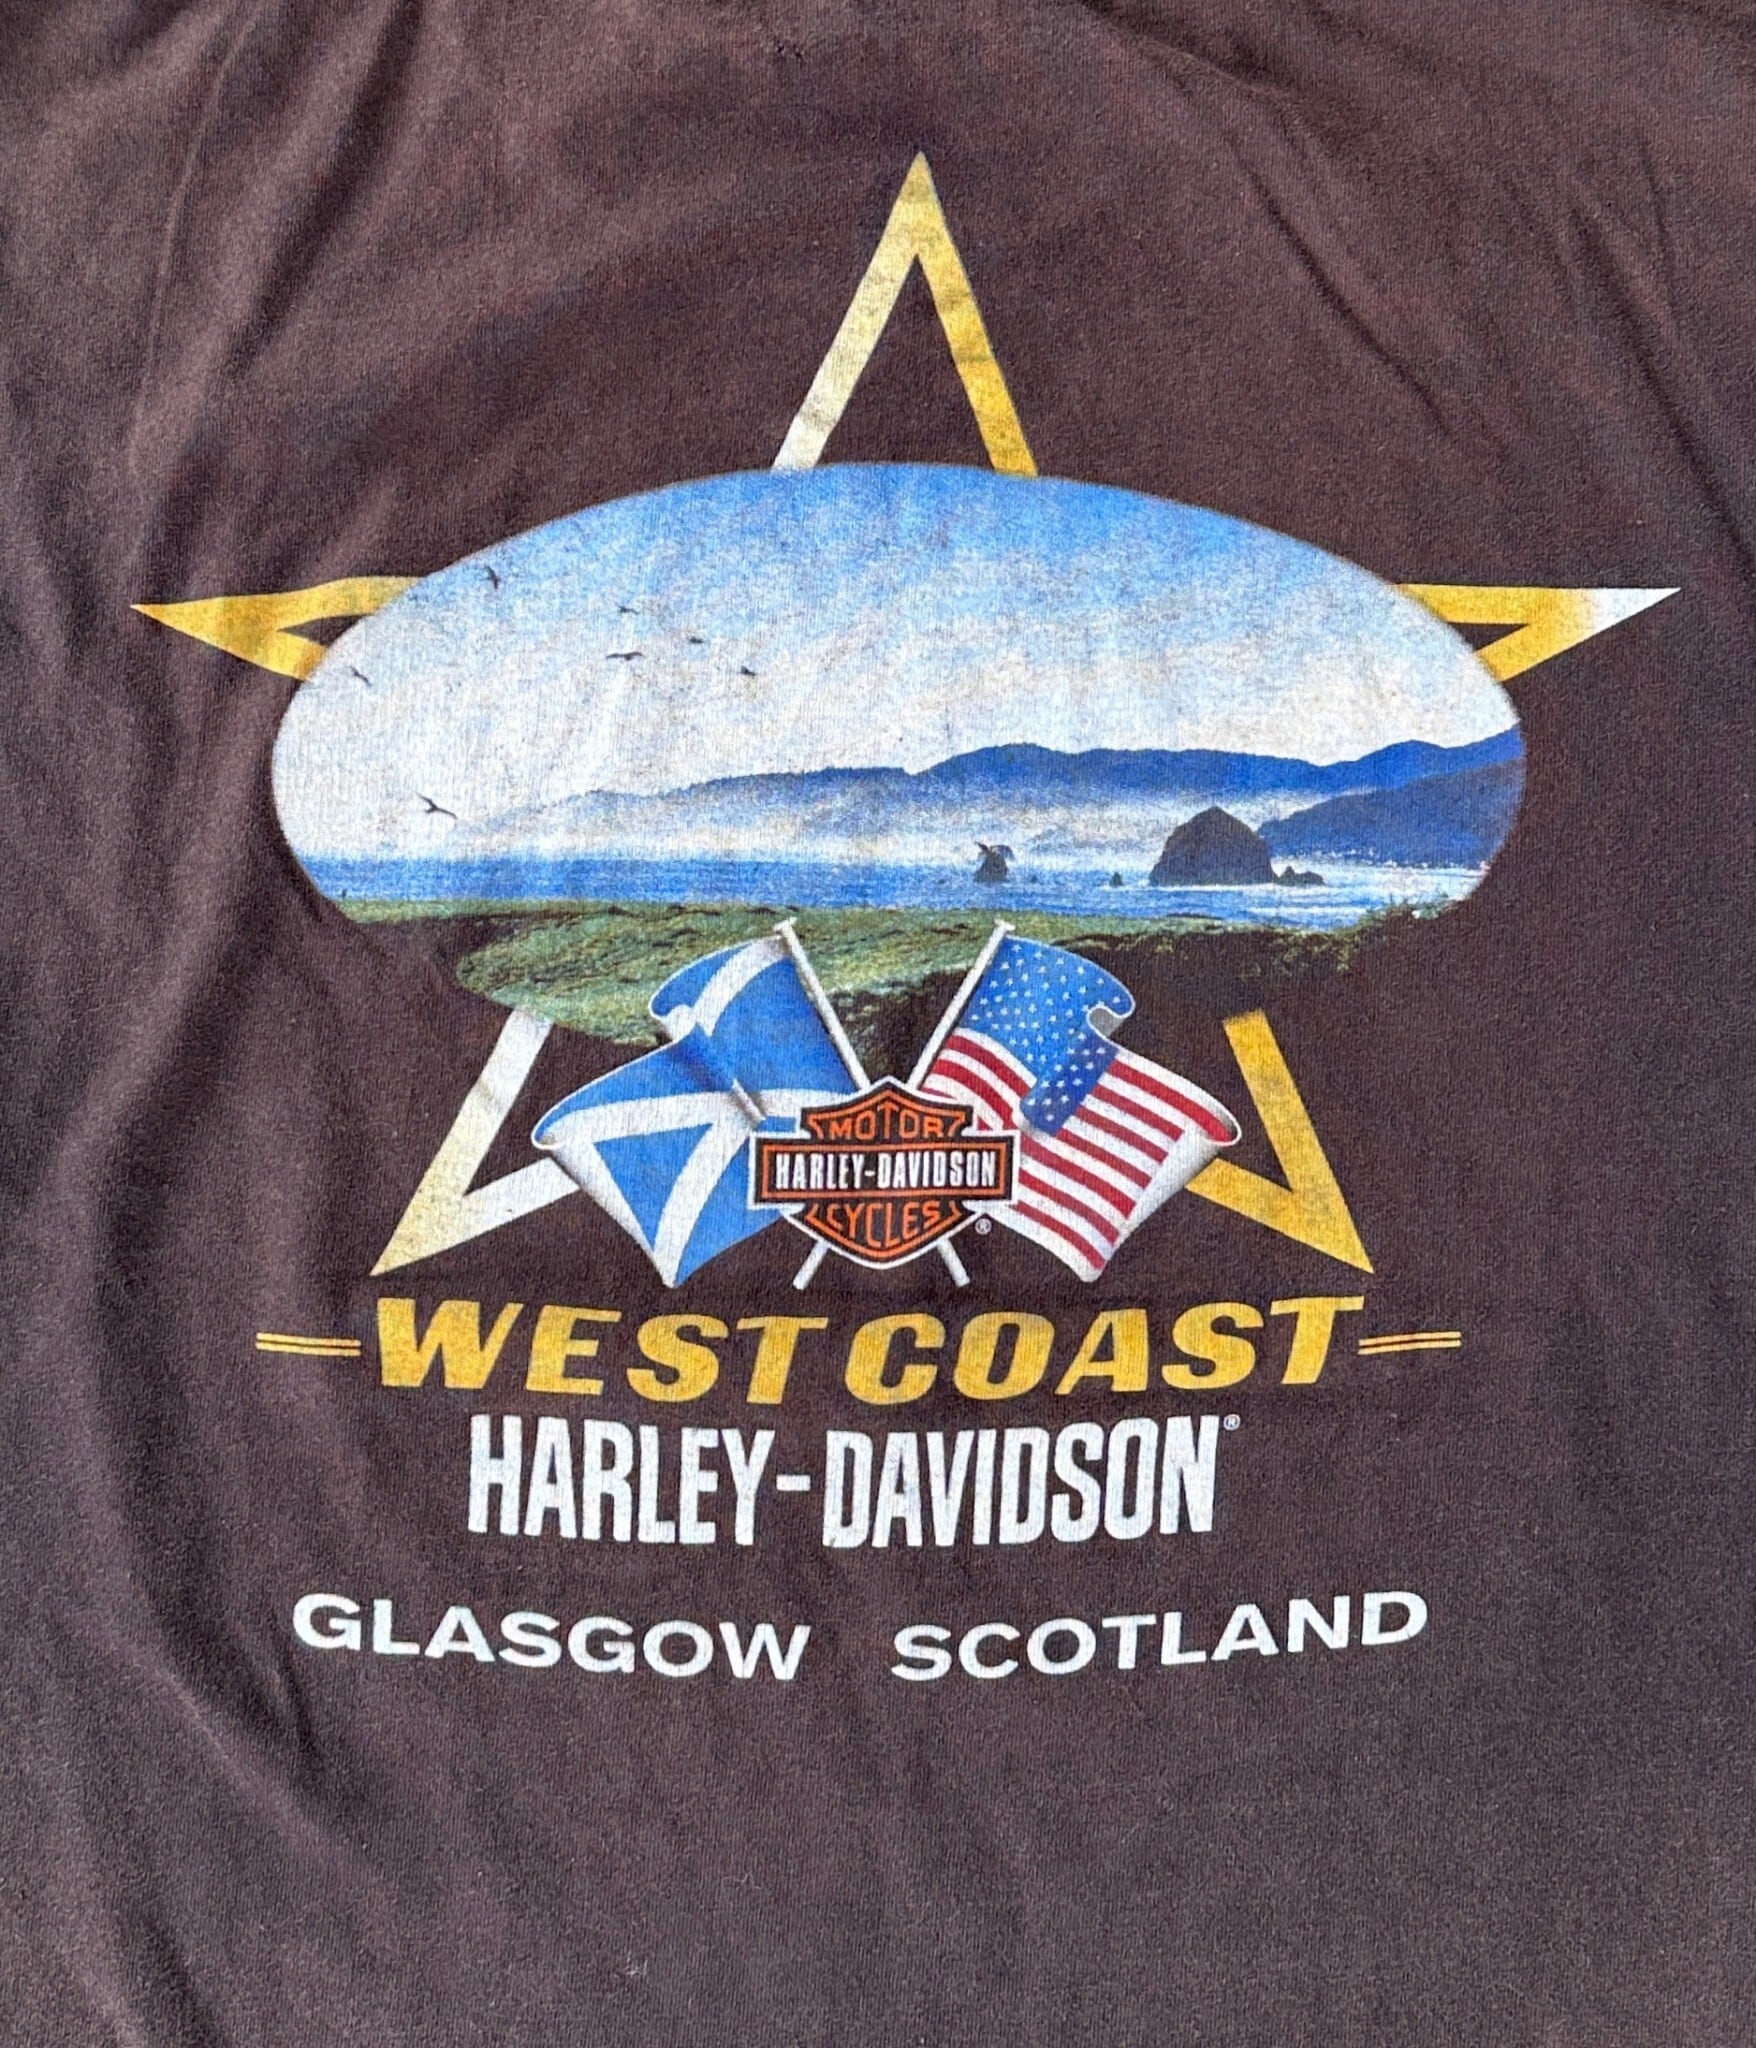 MOTOR
HARLEY-DAVIDSON
CYCLES ®
WEST COAST
HARLEY-DAVIDSON®
GLASGOW SCOTLAND